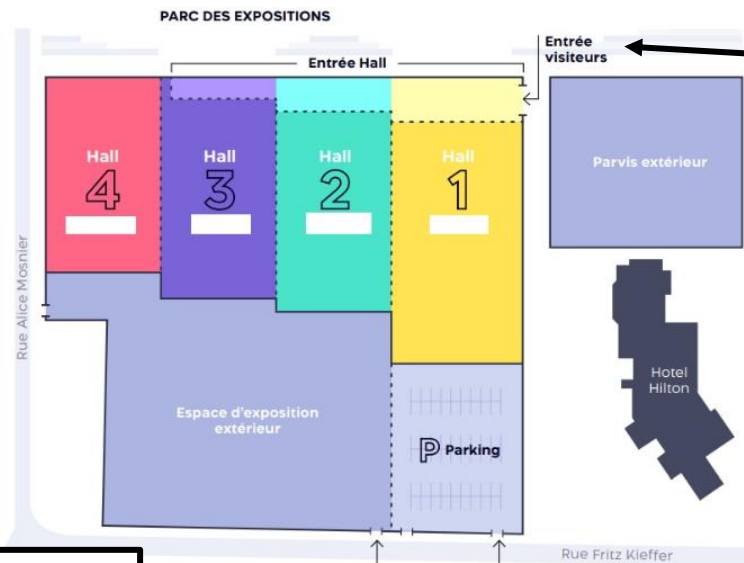 PARC DES EXPOSITIONS
Entrée Hall
Entrée
visiteurs
Hall
4
Hall
3
Hall
2
Hall
1
Parvis extérieur
Rue Alice Mosnier
Hotel
Hilton
Espace d'exposition
extérieur
P Parking
Rue Fritz Kieffer